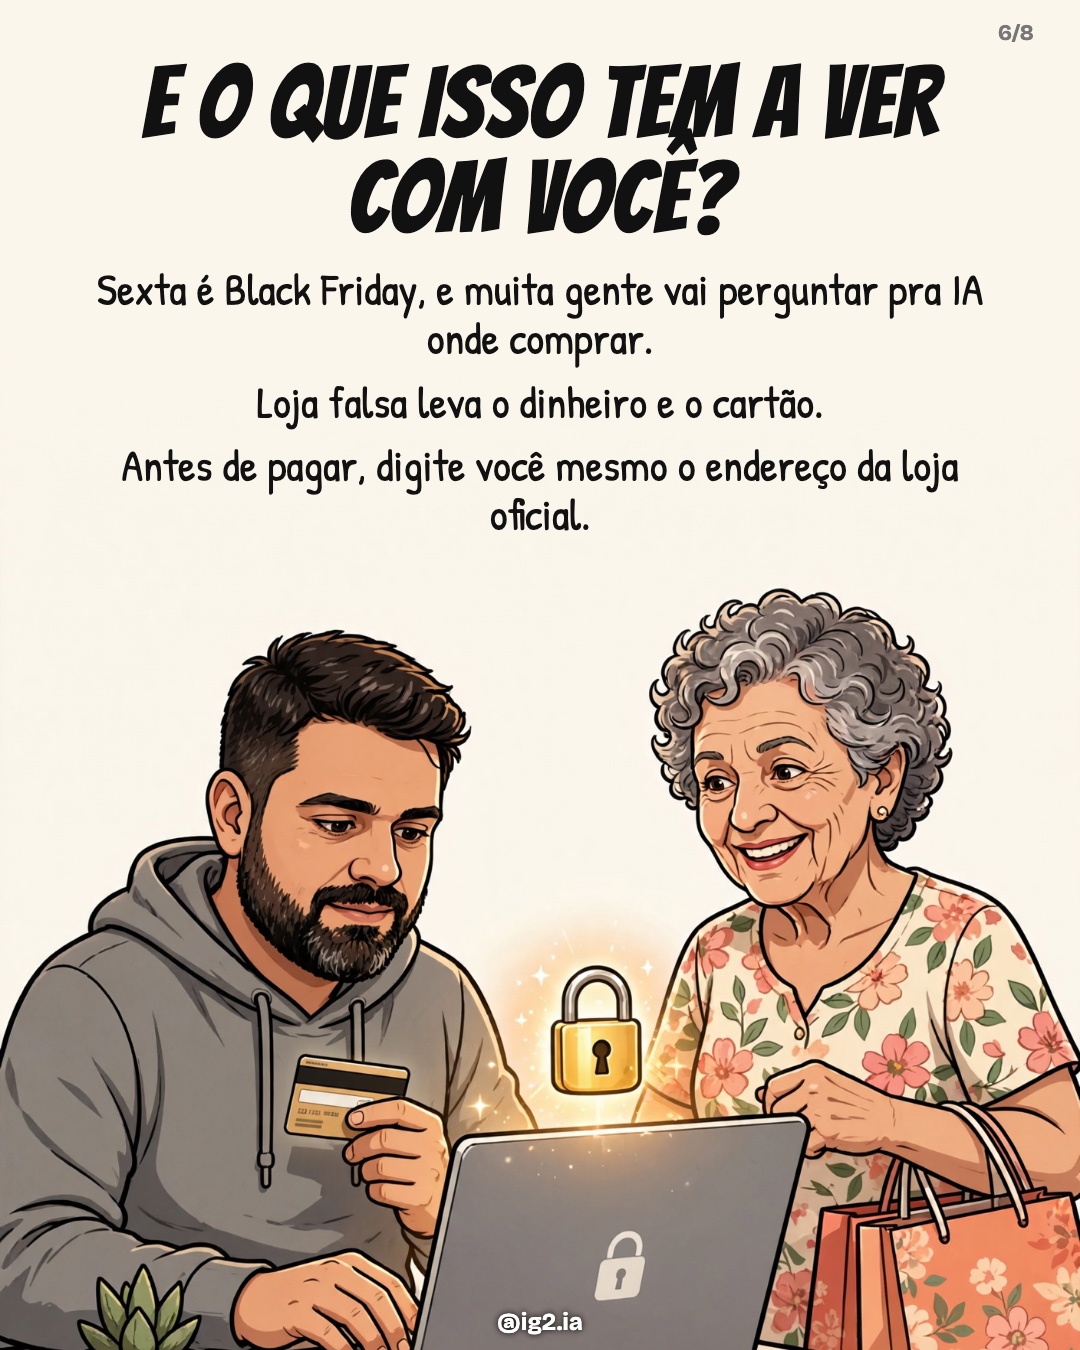 6/8
E O QUE ISSO TEM A VER
COM VOCÊ?
Sexta é Black Friday, e muita gente vai perguntar pra IA
onde comprar.
Loja falsa leva o dinheiro e o cartão.
Antes de pagar, digite você mesmo o endereço da loja
oficial.
@ig2.ia